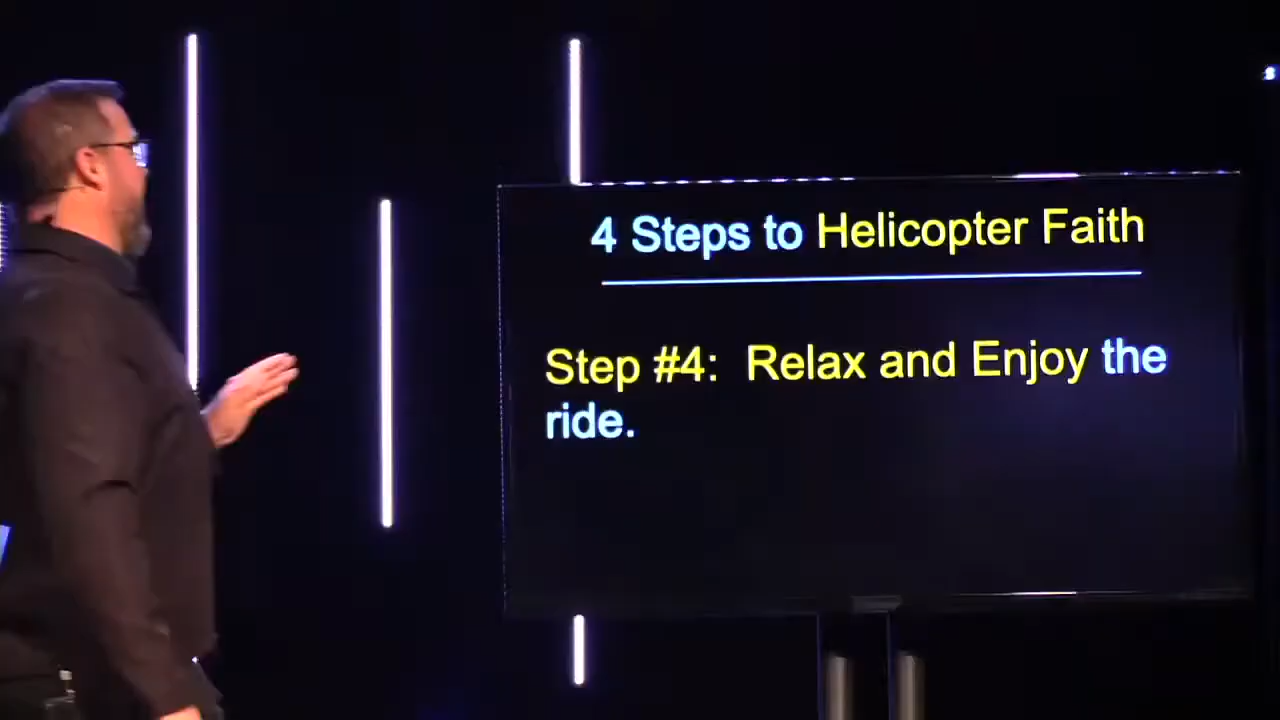 4 Steps to Helicopter Faith
Step #4: Relax and Enjoy the
ride.